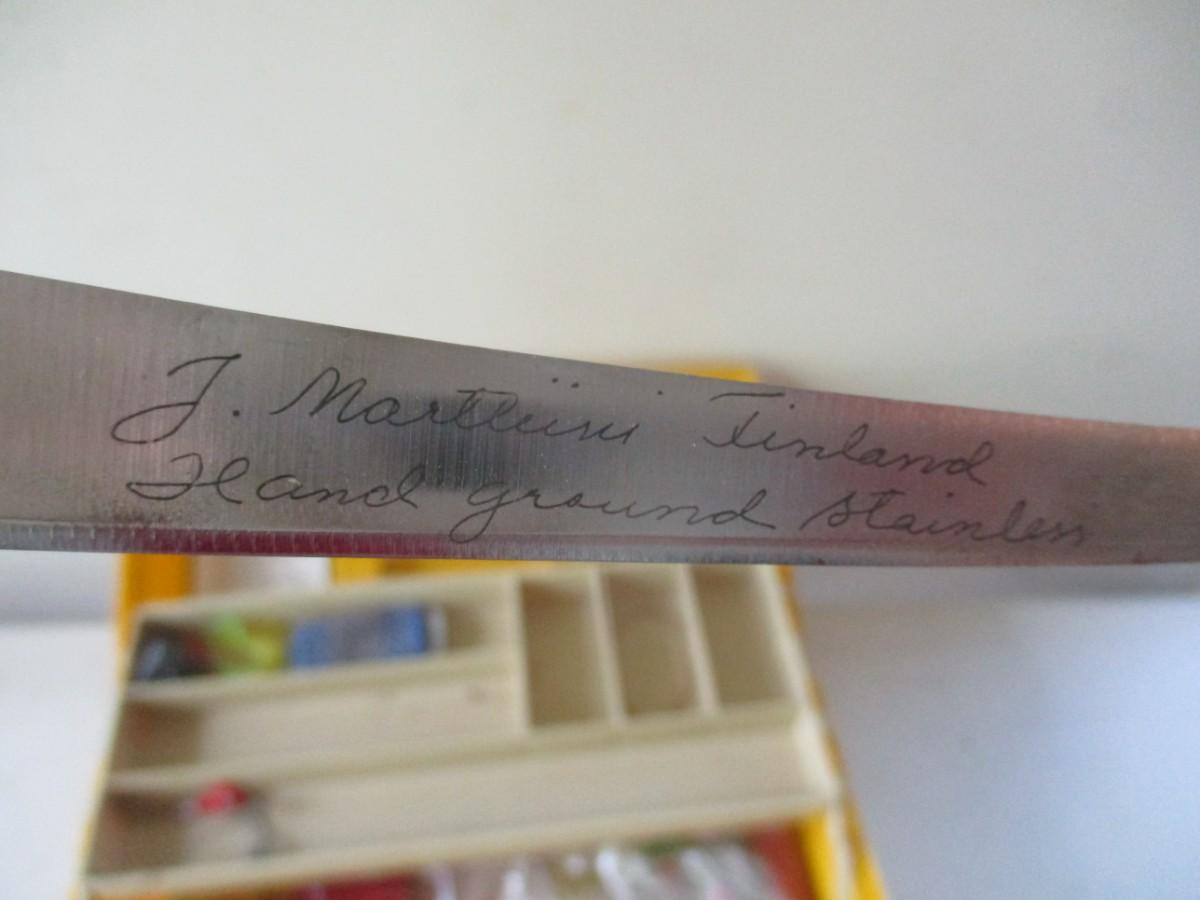 J. Marttiini Finland
Hand ground stainless